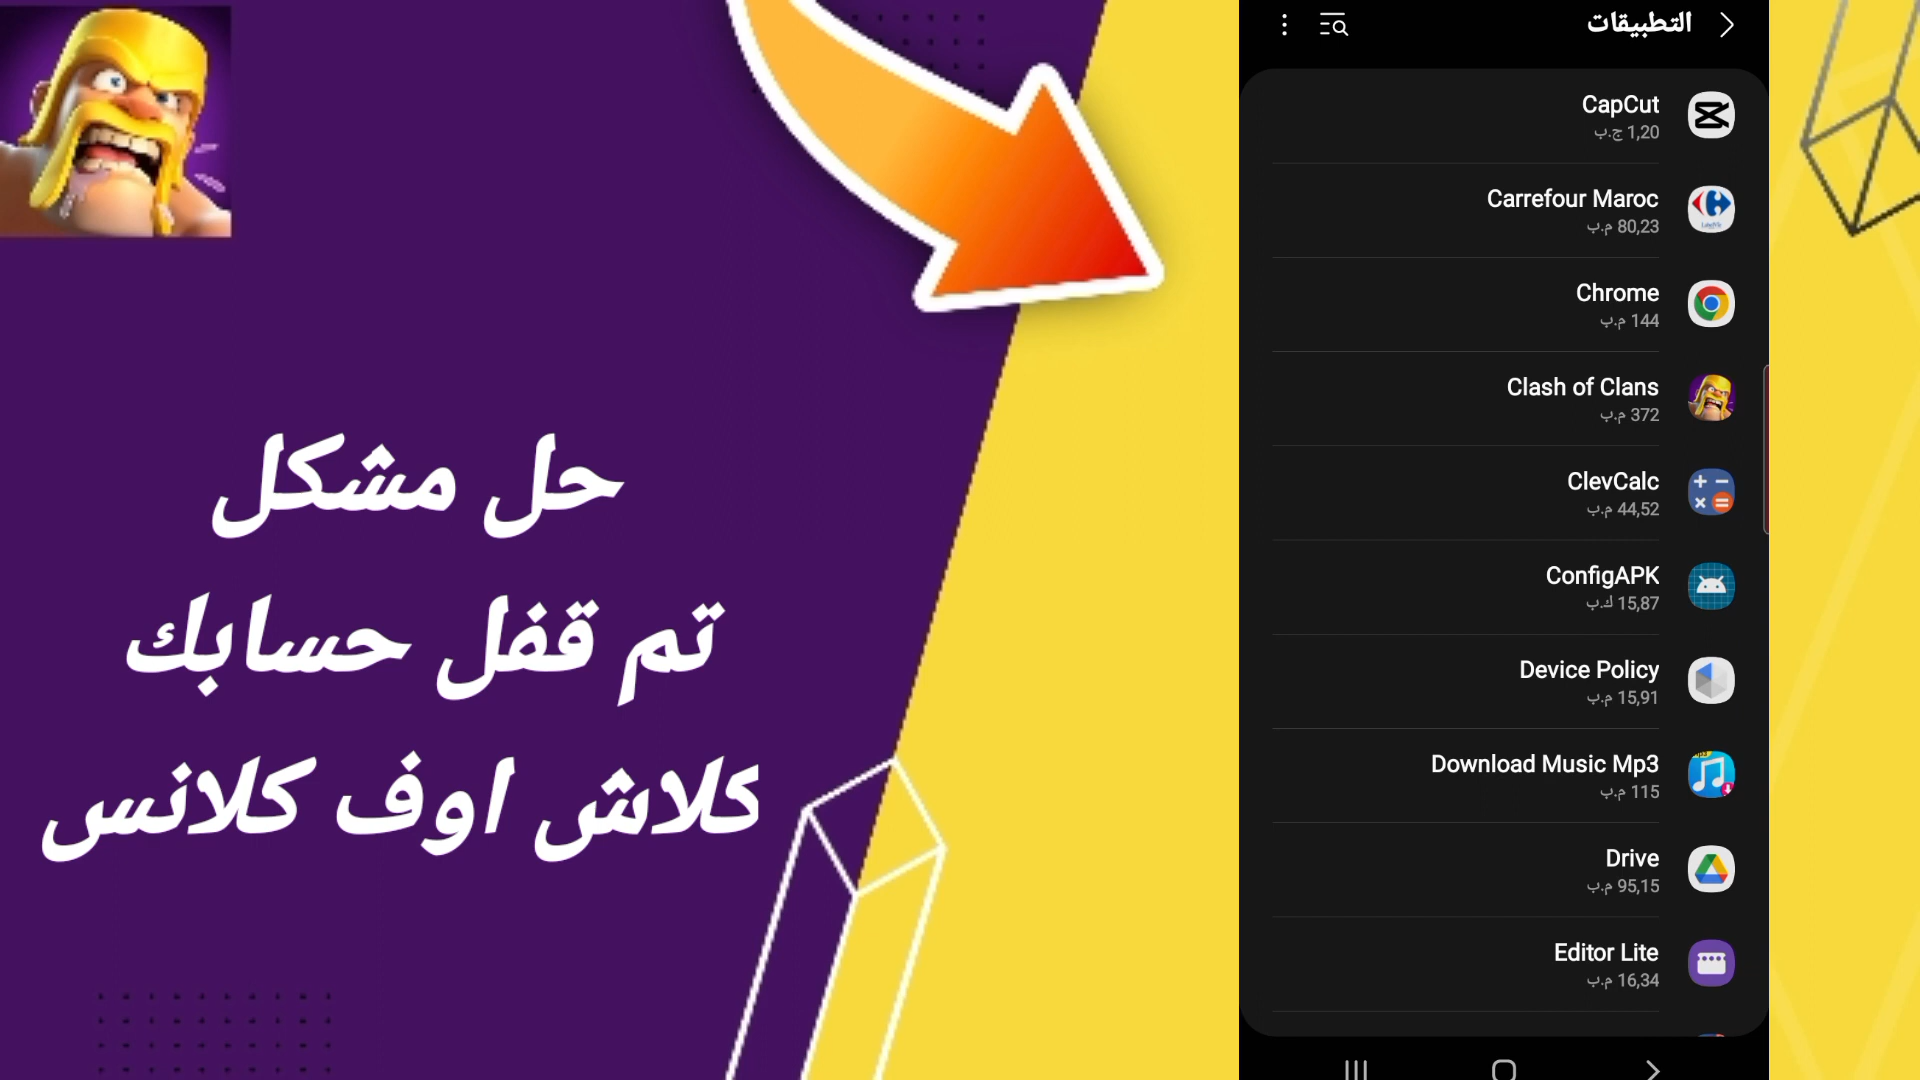 حل مشكل
تم قفل حسابك
كلاش اوف كلانس
التطبيقات
CapCut
1,20 ج.ب
Carrefour Maroc
80,23 م.ب
Chrome
144 م.ب
Clash of Clans
372 م.ب
ClevCalc
44,52 م.ب
ConfigAPK
15,87 ك.ب
Device Policy
15,91 م.ب
Download Music Mp3
115 م.ب
Drive
95,15 م.ب
Editor Lite
16,34 م.ب